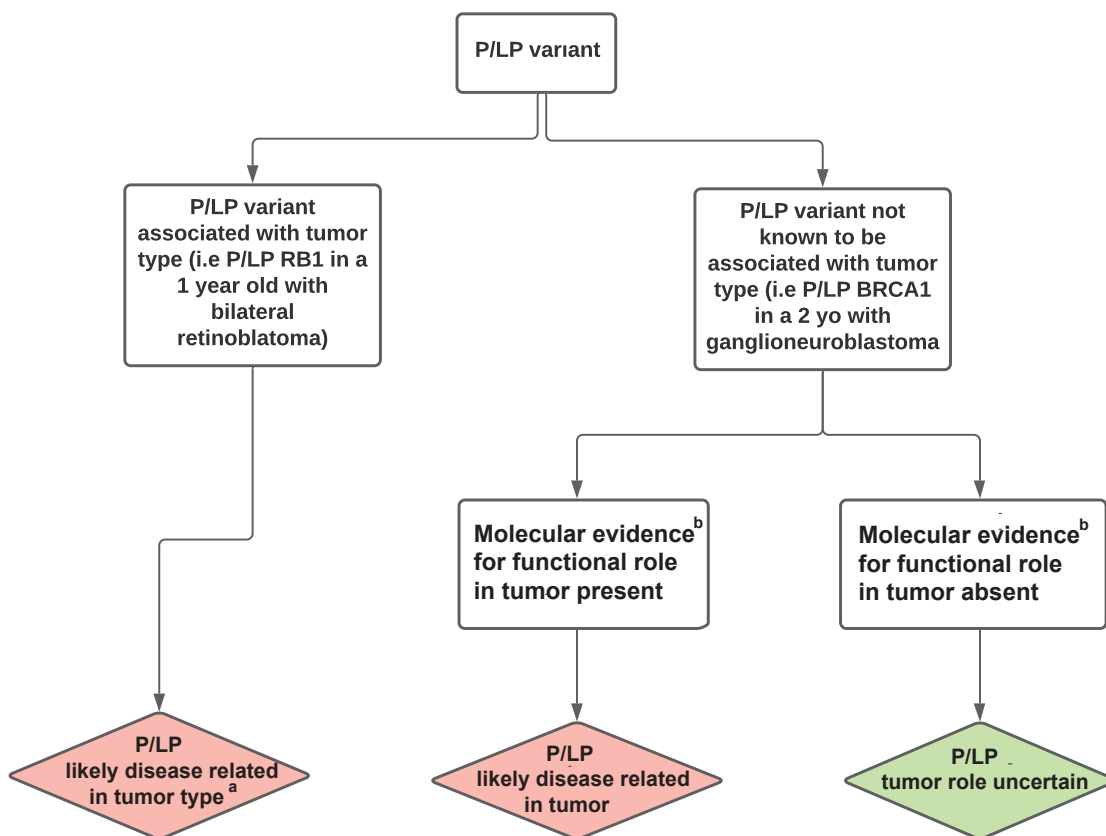 P/LP variant
P/LP variant
associated with tumor
type (i.e P/LP RB1 in a
1 year old with
bilateral
retinoblatoma)
P/LP variant not
known to be
associated with tumor
type (i.e P/LP BRCA1
in a 2 yo with
ganglioneuroblastoma
Molecular evidence b
for functional role
in tumor present
Molecular evidence b
for functional role
in tumor absent
P/LP
likely disease related
in tumor type a
P/LP
likely disease related
in tumor
P/LP
tumor role uncertain